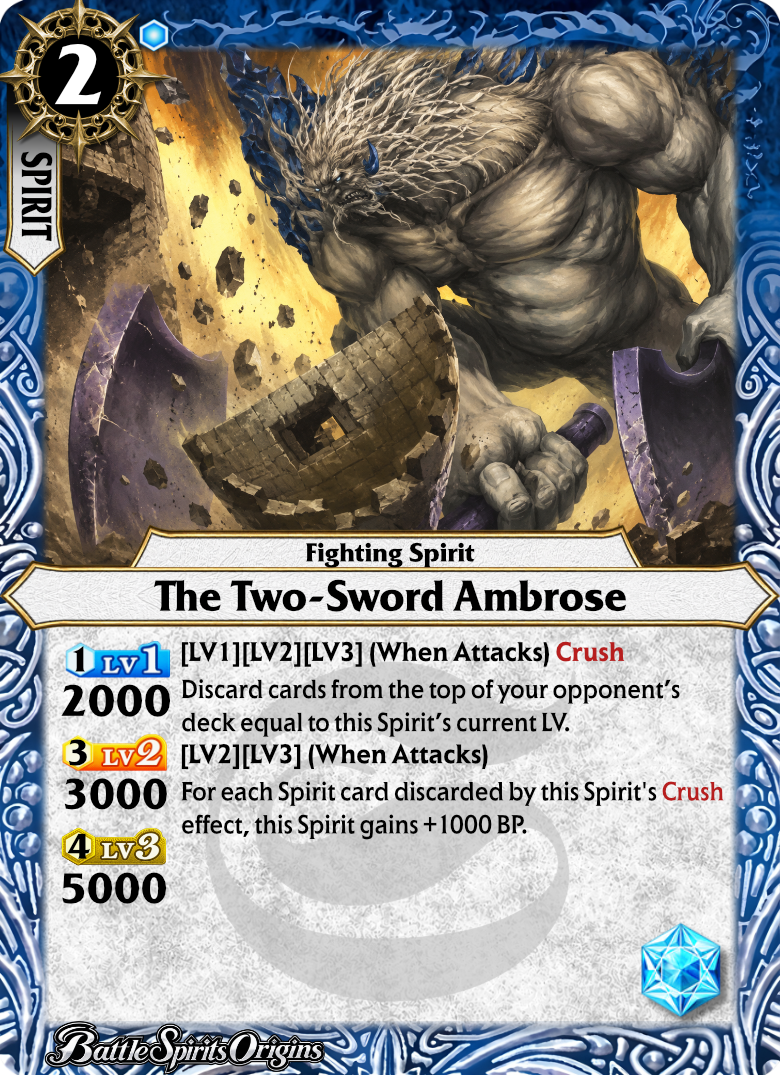 2
SPIRIT
Fighting Spirit
The Two-Sword Ambrose
1 LV1
2000
[LV1][LV2][LV3] (When Attacks) Crush
Discard cards from the top of your opponent's
deck equal to this Spirit's current LV.
3 LV2
3000
[LV2][LV3] (When Attacks)
For each Spirit card discarded by this Spirit's Crush
effect, this Spirit gains +1000 BP.
4 LV3
5000
Battle Spirits Origins